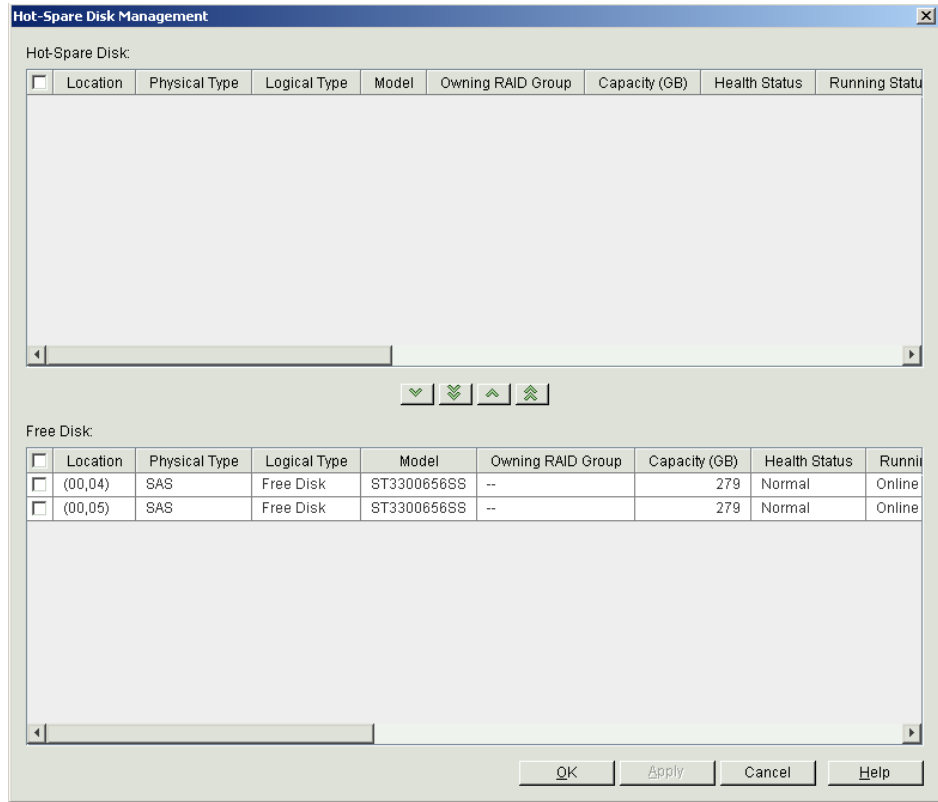 Hot-Spare Disk Management
Hot-Spare Disk:
Location Physical Type Logical Type Model Owning RAID Group Capacity (GB) Health Status Running Statu
Free Disk:
Location Physical Type Logical Type Model Owning RAID Group Capacity (GB) Health Status Runni
(00,04) SAS Free Disk ST3300656SS -- 279 Normal Online
(00,05) SAS Free Disk ST3300656SS -- 279 Normal Online
OK Apply Cancel Help